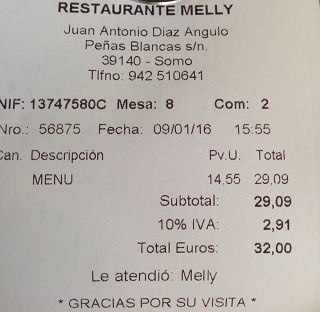 RESTAURANTE MELLY
Juan Antonio Diaz Angulo
Peñas Blancas s/n.
39140 - Somo
Tlfno: 942 510641
NIF: 13747580C Mesa: 8 Com: 2
Nro.: 56875 Fecha: 09/01/16 15:55
Can. Descripción Pv.U. Total
MENU 14,55 29,09
Subtotal: 29,09
10% IVA: 2,91
Total Euros: 32,00
Le atendió: Melly
* GRACIAS POR SU VISITA *